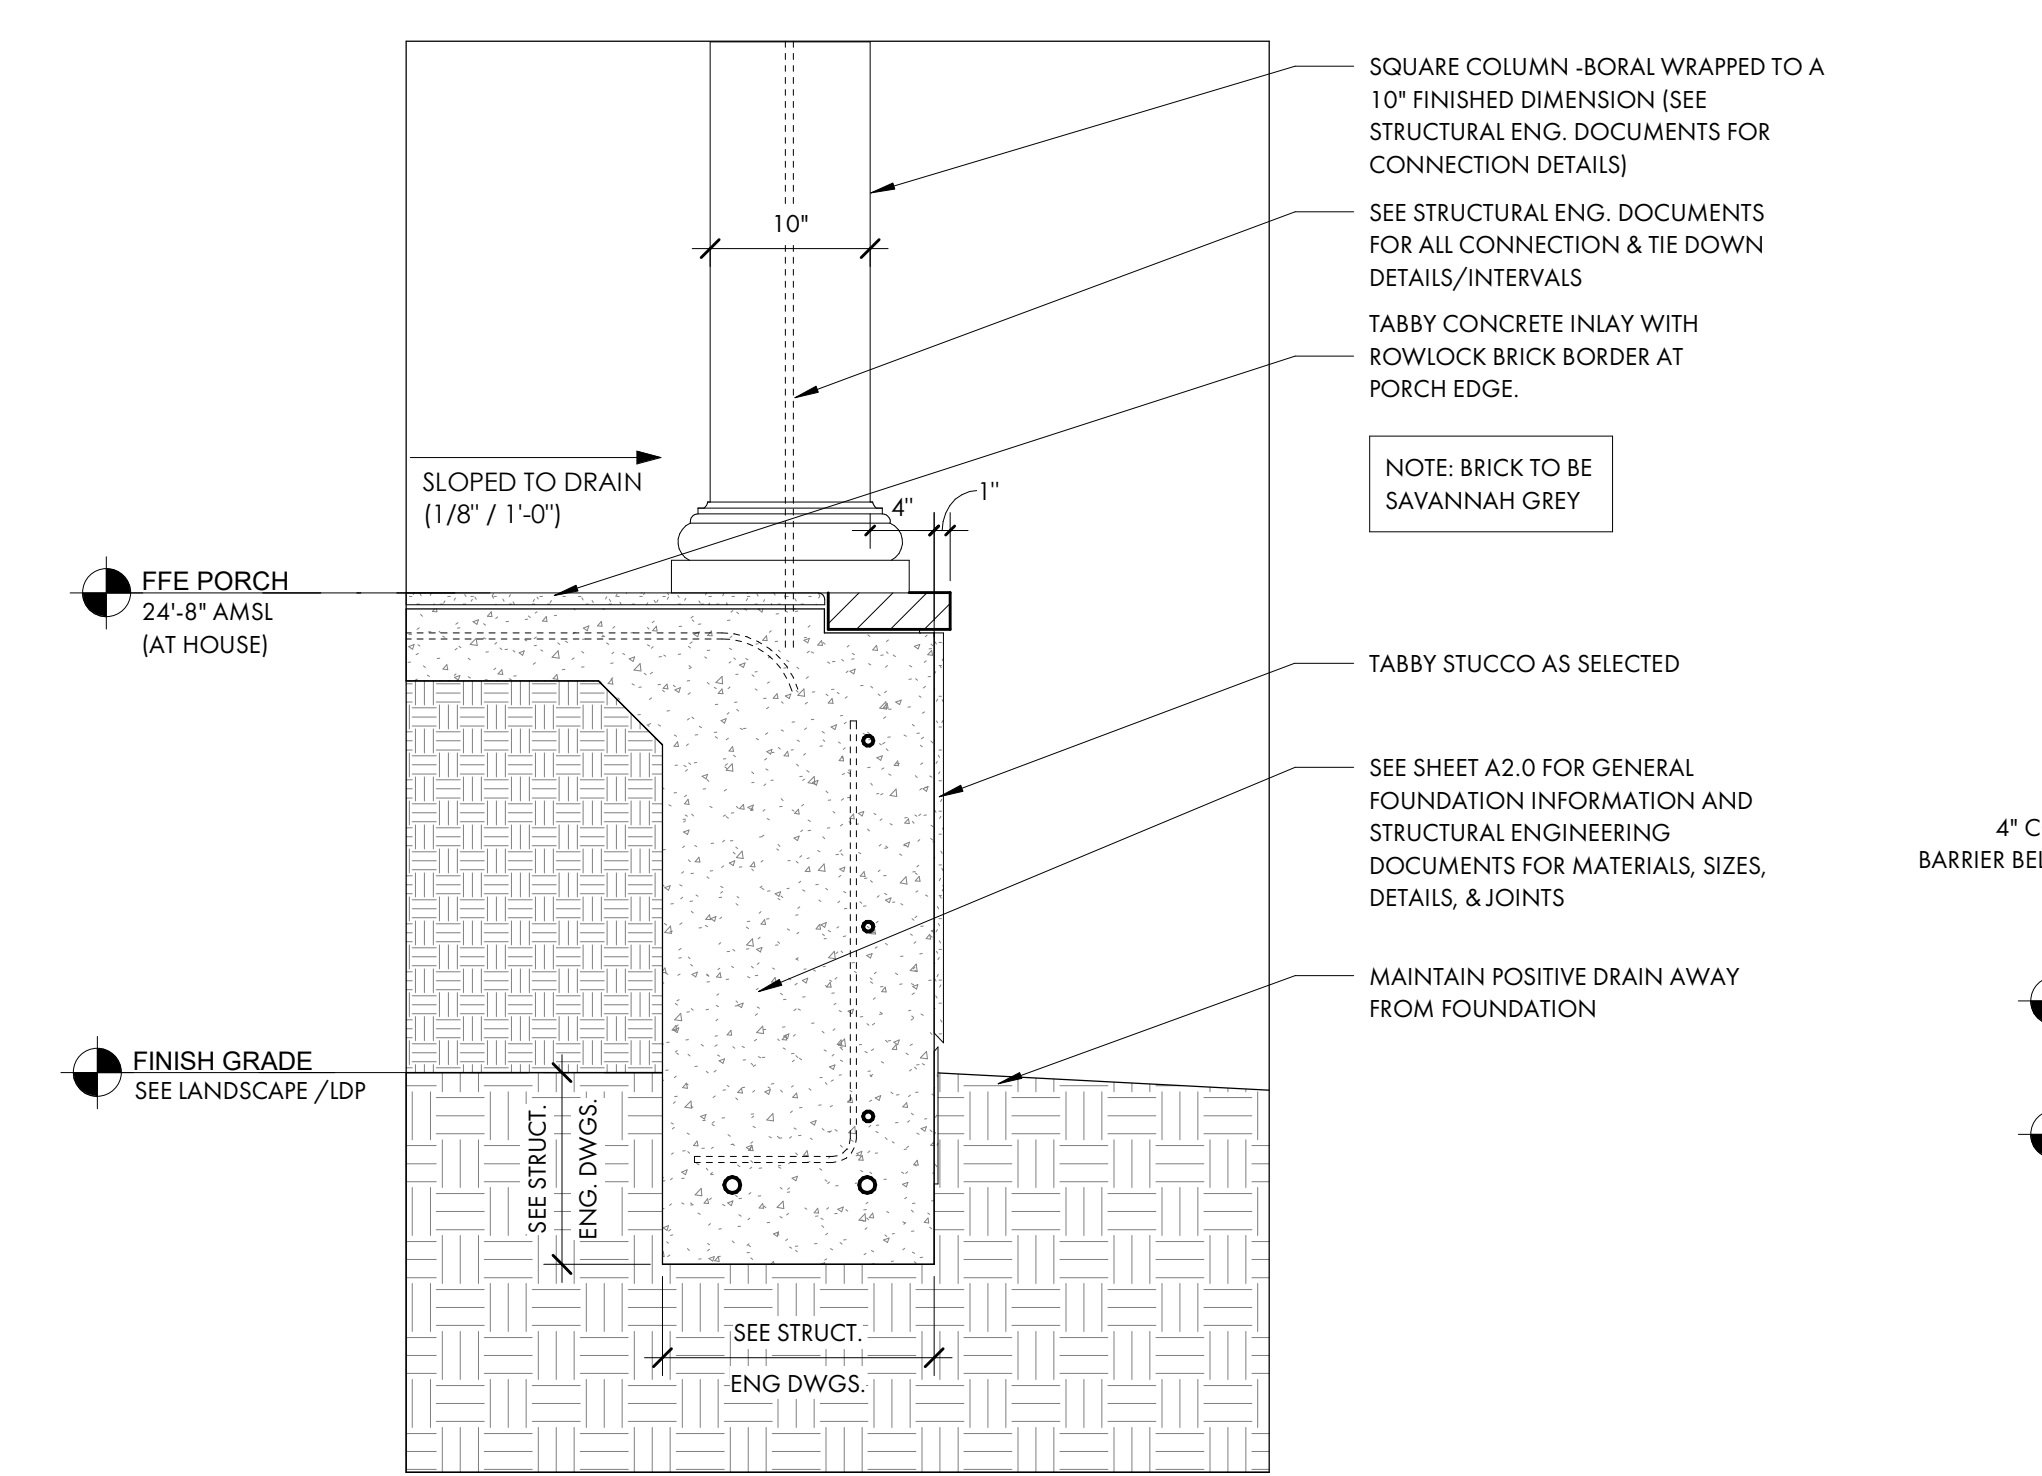 SQUARE COLUMN -BORAL WRAPPED TO A
10" FINISHED DIMENSION (SEE
STRUCTURAL ENG. DOCUMENTS FOR
CONNECTION DETAILS)
10"
SEE STRUCTURAL ENG. DOCUMENTS
FOR ALL CONNECTION & TIE DOWN
DETAILS/INTERVALS
TABBY CONCRETE INLAY WITH
ROWLOCK BRICK BORDER AT
PORCH EDGE.
NOTE: BRICK TO BE
SAVANNAH GREY
SLOPED TO DRAIN
(1/8" / 1'-0")
4"
1"
FFE PORCH
24'-8" AMSL
(AT HOUSE)
TABBY STUCCO AS SELECTED
SEE SHEET A2.0 FOR GENERAL
FOUNDATION INFORMATION AND
STRUCTURAL ENGINEERING
DOCUMENTS FOR MATERIALS, SIZES,
DETAILS, & JOINTS
4" C
BARRIER BEL
MAINTAIN POSITIVE DRAIN AWAY
FROM FOUNDATION
FINISH GRADE
SEE LANDSCAPE /LDP
SEE STRUCT.
ENG. DWGS.
SEE STRUCT.
ENG DWGS.